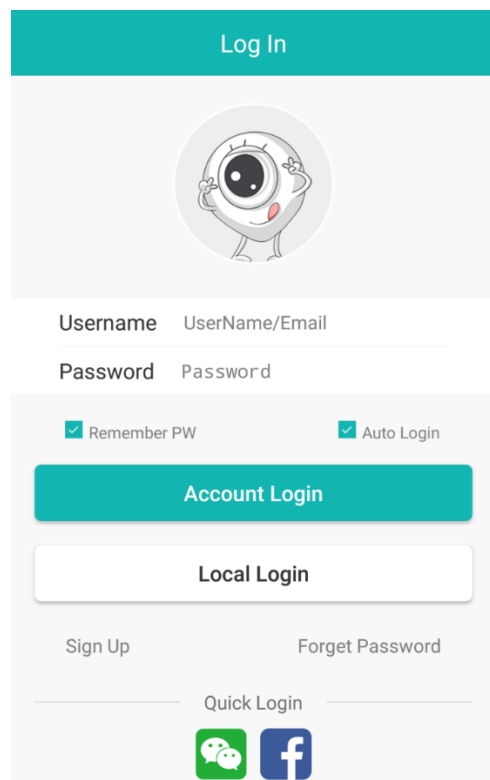 Log In
Username UserName/Email
Password Password
Remember PW Auto Login
Account Login
Local Login
Sign Up Forget Password
Quick Login